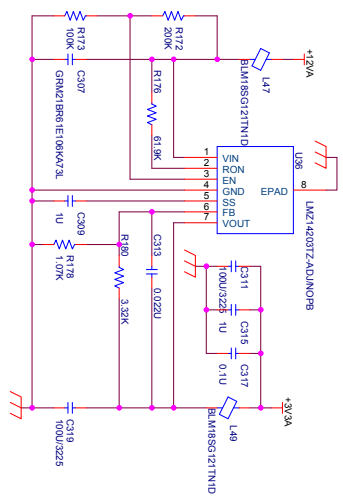 R173
100K
R172
200K
+12VA
C307
GRM21BR61E106KA73L
R176
61.9K
BLM18SG121TN1D
L47
U36
1
2
3
4
5
6
7
VIN
RON
EN
GND
SS
FB
VOUT
EPAD
8
LMZ14203TZ-ADJ/NOPB
C309
1U
R178
1.07K
R180
3.32K
C313
0.022U
C311
100U/3225
C315
1U
C317
0.1U
+3V3A
L49
BLM18SG121TN1D
C319
100U/3225